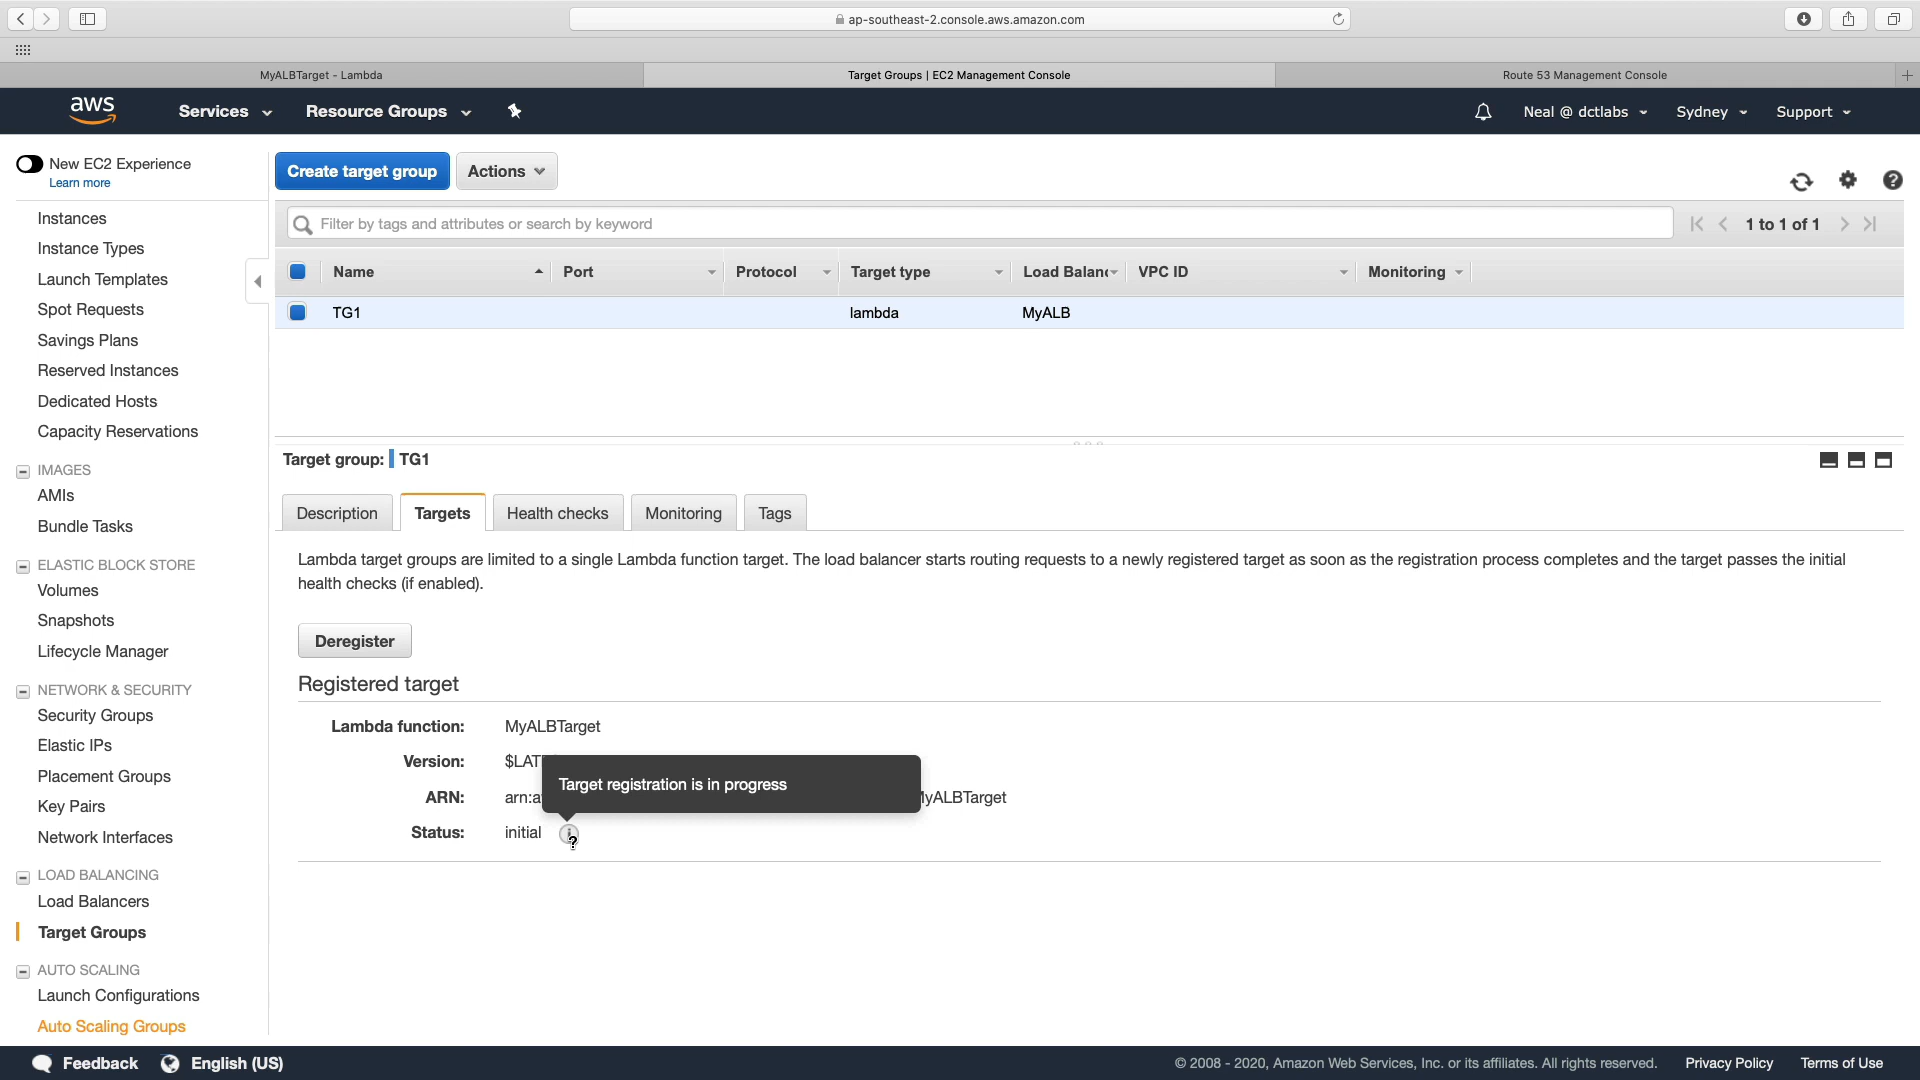 ap-southeast-2.console.aws.amazon.com
MyALBTarget - Lambda
Target Groups | EC2 Management Console
Route 53 Management Console
aws
Services
Resource Groups
Neal @ dctlabs
Sydney
Support
New EC2 Experience
Learn more
Instances
Instance Types
Launch Templates
Spot Requests
Savings Plans
Reserved Instances
Dedicated Hosts
Capacity Reservations
IMAGES
AMIs
Bundle Tasks
ELASTIC BLOCK STORE
Volumes
Snapshots
Lifecycle Manager
NETWORK & SECURITY
Security Groups
Elastic IPs
Placement Groups
Key Pairs
Network Interfaces
LOAD BALANCING
Load Balancers
Target Groups
AUTO SCALING
Launch Configurations
Auto Scaling Groups
Create target group
Actions
Filter by tags and attributes or search by keyword
1 to 1 of 1
Name
Port
Protocol
Target type
Load Balanc
VPC ID
Monitoring
TG1
lambda
MyALB
Target group:
TG1
Description
Targets
Health checks
Monitoring
Tags
Lambda target groups are limited to a single Lambda function target. The load balancer starts routing requests to a newly registered target as soon as the registration process completes and the target passes the initial
health checks (if enabled).
Deregister
Registered target
Lambda function: MyALBTarget
Version: $LAT
Target registration is in progress
ARN: arn:a MyALBTarget
Status: initial
Feedback
English (US)
© 2008 - 2020, Amazon Web Services, Inc. or its affiliates. All rights reserved.
Privacy Policy
Terms of Use